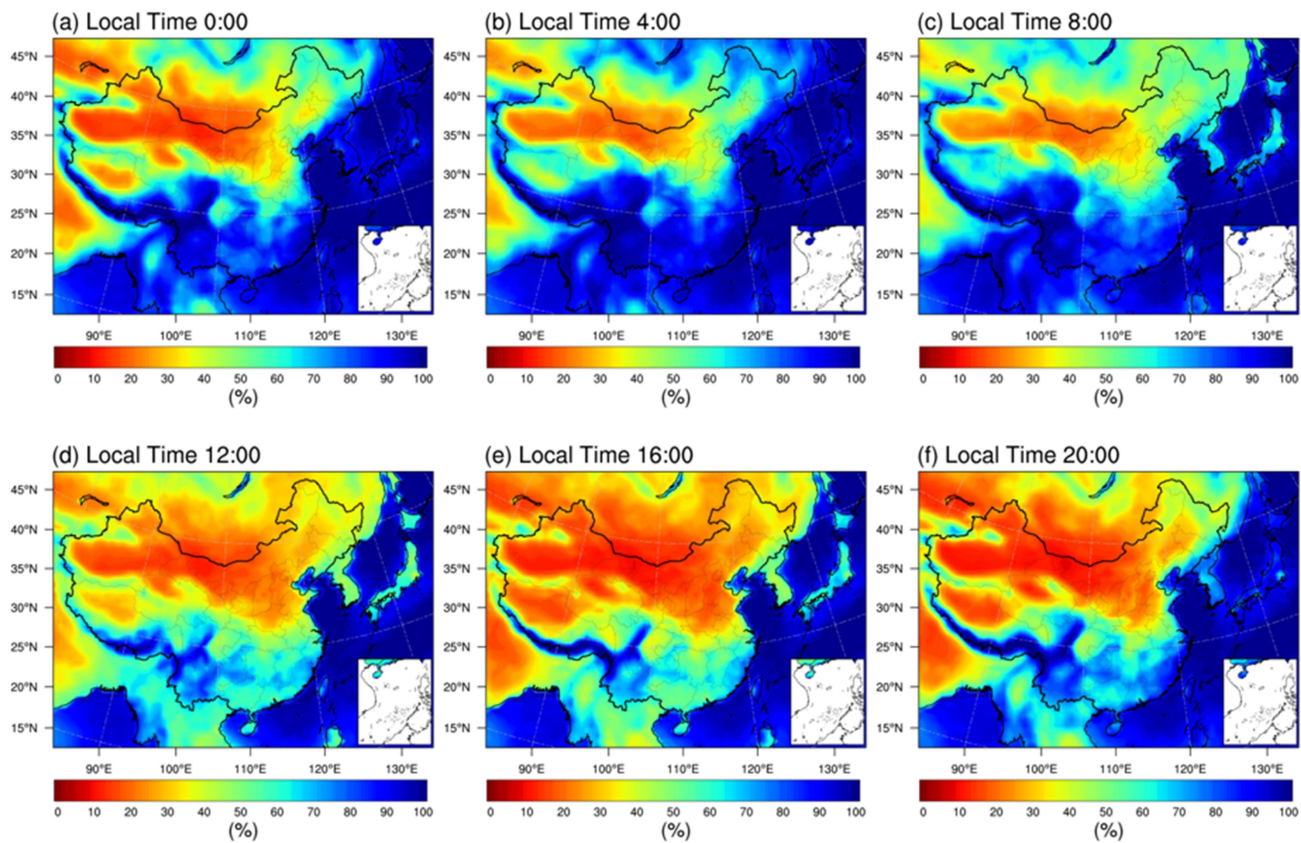 (a) Local Time 0:00
(b) Local Time 4:00
(c) Local Time 8:00
45°N
40°N
35°N
30°N
25°N
20°N
15°N
90°E 100°E 110°E 120°E 130°E
0 10 20 30 40 50 60 70 80 90 100
(%)
45°N
40°N
35°N
30°N
25°N
20°N
15°N
90°E 100°E 110°E 120°E 130°E
0 10 20 30 40 50 60 70 80 90 100
(%)
45°N
40°N
35°N
30°N
25°N
20°N
15°N
90°E 100°E 110°E 120°E 130°E
0 10 20 30 40 50 60 70 80 90 100
(%)
(d) Local Time 12:00
(e) Local Time 16:00
(f) Local Time 20:00
45°N
40°N
35°N
30°N
25°N
20°N
15°N
90°E 100°E 110°E 120°E 130°E
0 10 20 30 40 50 60 70 80 90 100
(%)
45°N
40°N
35°N
30°N
25°N
20°N
15°N
90°E 100°E 110°E 120°E 130°E
0 10 20 30 40 50 60 70 80 90 100
(%)
45°N
40°N
35°N
30°N
25°N
20°N
15°N
90°E 100°E 110°E 120°E 130°E
0 10 20 30 40 50 60 70 80 90 100
(%)